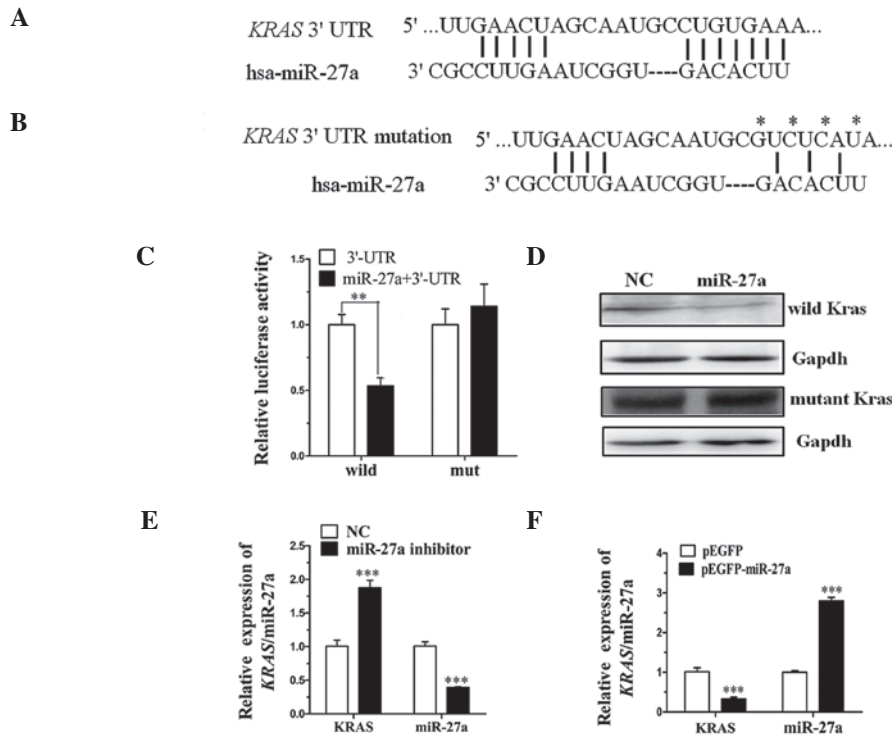 A
KRAS 3' UTR 5' ...UUGAACUAGCAAUGCCUGUGAAA...
hsa-miR-27a 3' CGCCUUGAAUCGGU----GACACUU
B
* * * *
KRAS 3' UTR mutation 5' ...UUGAACUAGCAAUGCGUCUCAUA...
hsa-miR-27a 3' CGCCUUGAAUCGGU----GACACUU
C
3'-UTR
miR-27a+3'-UTR
Relative luciferase activity
1.5
1.0
0.5
0.0
**
wild mut
D
NC miR-27a
wild Kras
Gapdh
mutant Kras
Gapdh
E
NC
miR-27a inhibitor
Relative expression of
KRAS/miR-27a
2.5
2.0
1.5
1.0
0.5
0.0
***
***
KRAS miR-27a
F
pEGFP
pEGFP-miR-27a
Relative expression of
KRAS/miR-27a
4
3
2
1
0
***
***
KRAS miR-27a